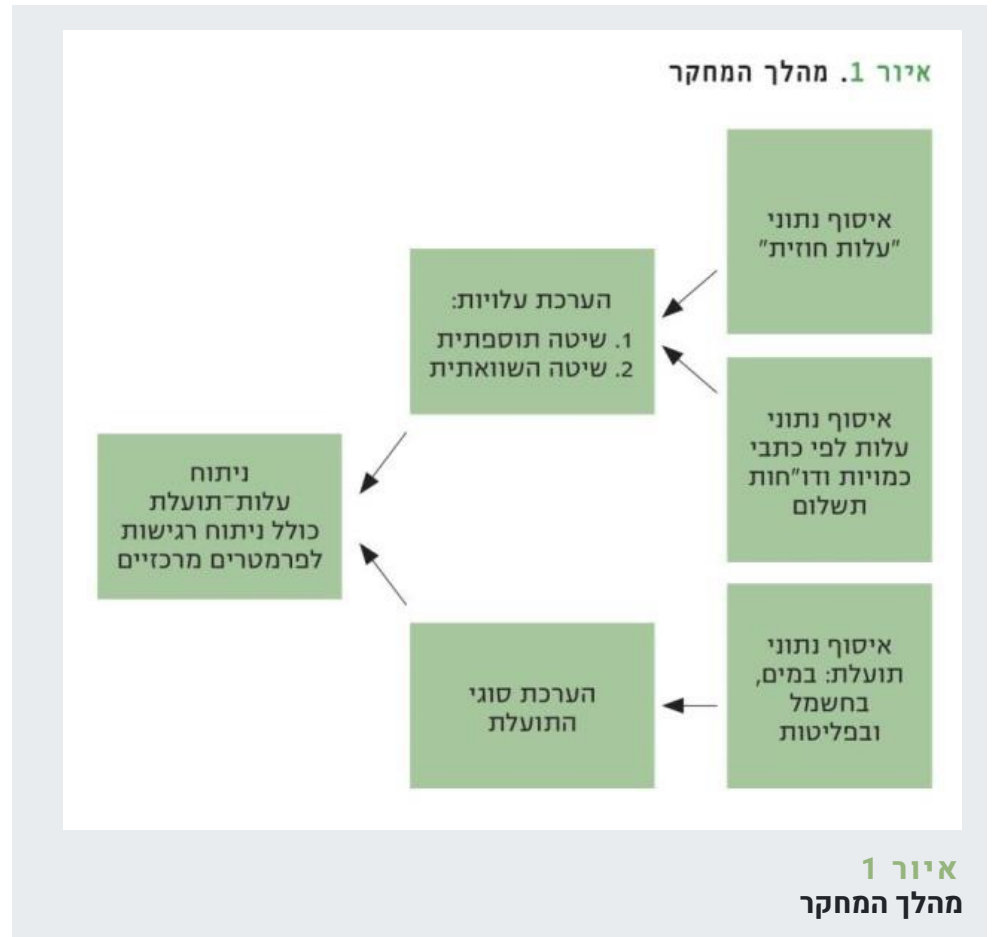 איור 1. מהלך המחקר
איסוף נתוני
"עלות חוזית"
איסוף נתוני
עלות לפי כתבי
כמויות ודו"חות
תשלום
איסוף נתוני
תועלת: במים,
בחשמל
ובפליטות
הערכת עלויות:
1. שיטה תוספתית
2. שיטה השוואתית
הערכת סוגי
התועלת
ניתוח
עלות־תועלת
כולל ניתוח רגישות
לפרמטרים מרכזיים
איור 1
מהלך המחקר